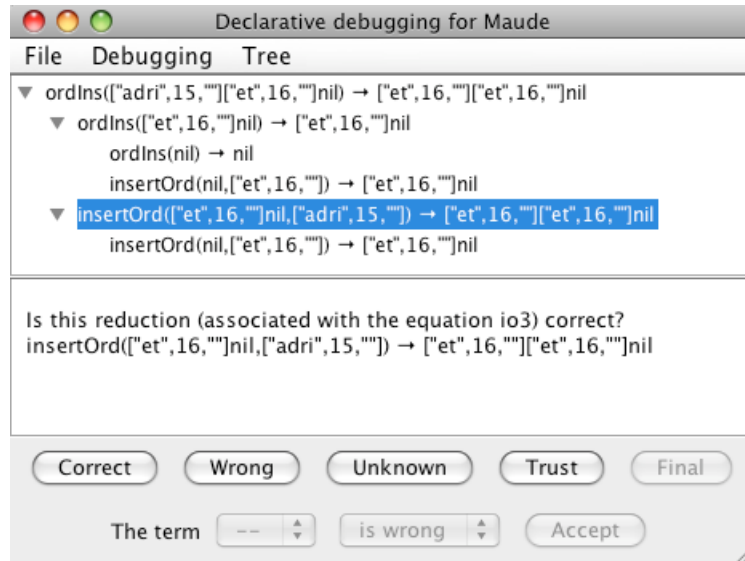 Declarative debugging for Maude
File Debugging Tree
ordIns(["adri",15,""]["et",16,""]nil) → ["et",16,""]["et",16,""]nil
ordIns(["et",16,""]nil) → ["et",16,""]nil
ordIns(nil) → nil
insertOrd(nil,["et",16,""]) → ["et",16,""]nil
insertOrd(["et",16,""]nil,["adri",15,""]) → ["et",16,""]["et",16,""]nil
insertOrd(nil,["et",16,""]) → ["et",16,""]nil
Is this reduction (associated with the equation io3) correct?
insertOrd(["et",16,""]nil,["adri",15,""]) → ["et",16,""]["et",16,""]nil
Correct Wrong Unknown Trust Final
The term -- is wrong Accept